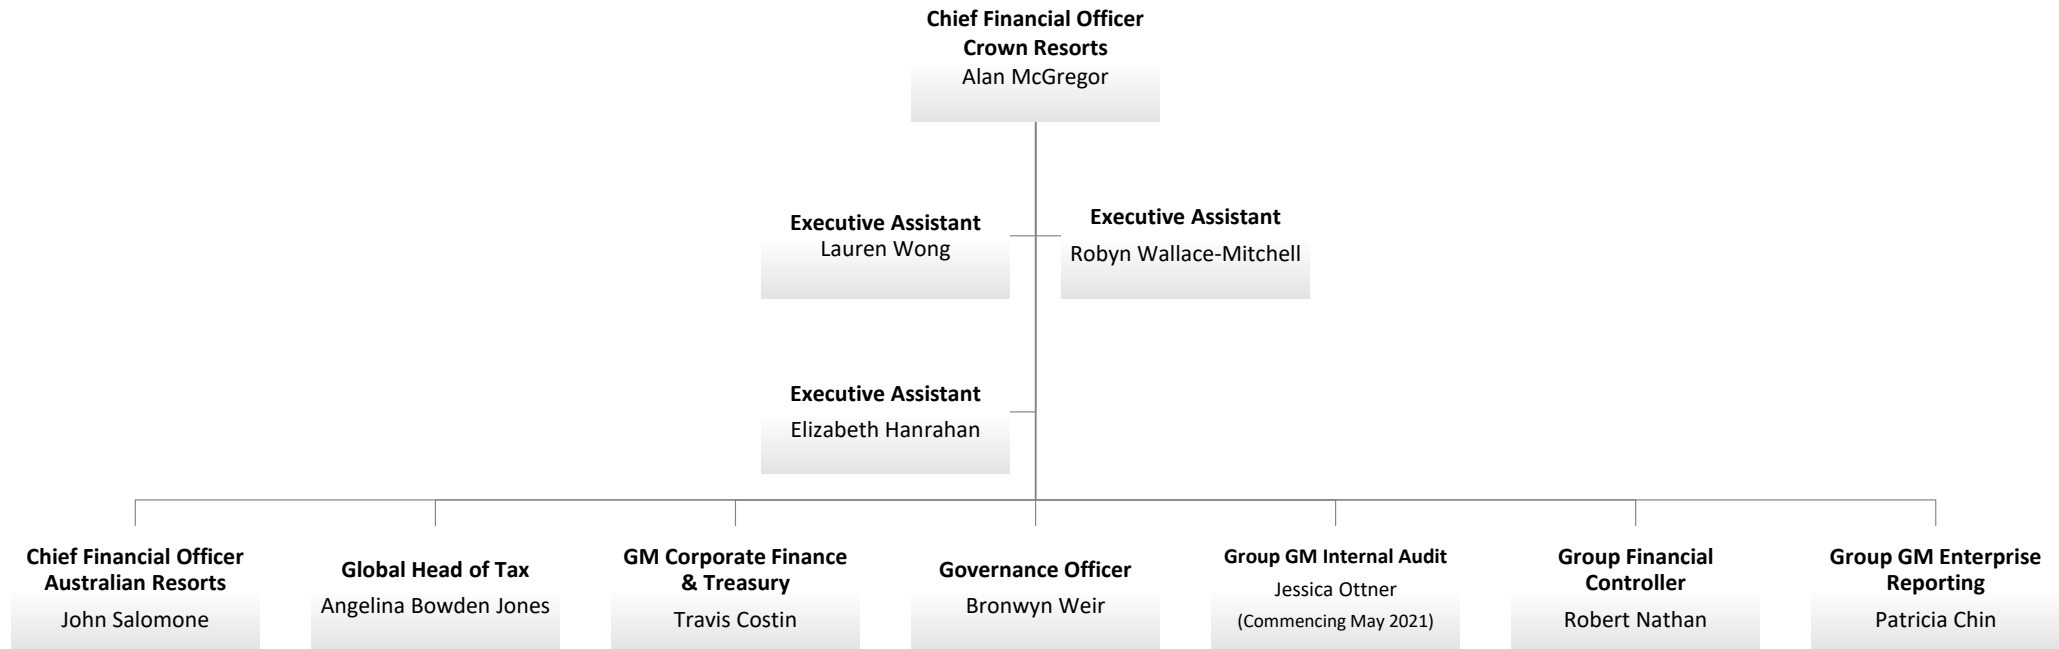 Chief Financial Officer
Crown Resorts
Alan McGregor
Executive Assistant
Lauren Wong
Executive Assistant
Robyn Wallace-Mitchell
Executive Assistant
Elizabeth Hanrahan
Chief Financial Officer
Australian Resorts
John Salomone
Global Head of Tax
Angelina Bowden Jones
GM Corporate Finance
& Treasury
Travis Costin
Governance Officer
Bronwyn Weir
Group GM Internal Audit
Jessica Ottner
(Commencing May 2021)
Group Financial
Controller
Robert Nathan
Group GM Enterprise
Reporting
Patricia Chin